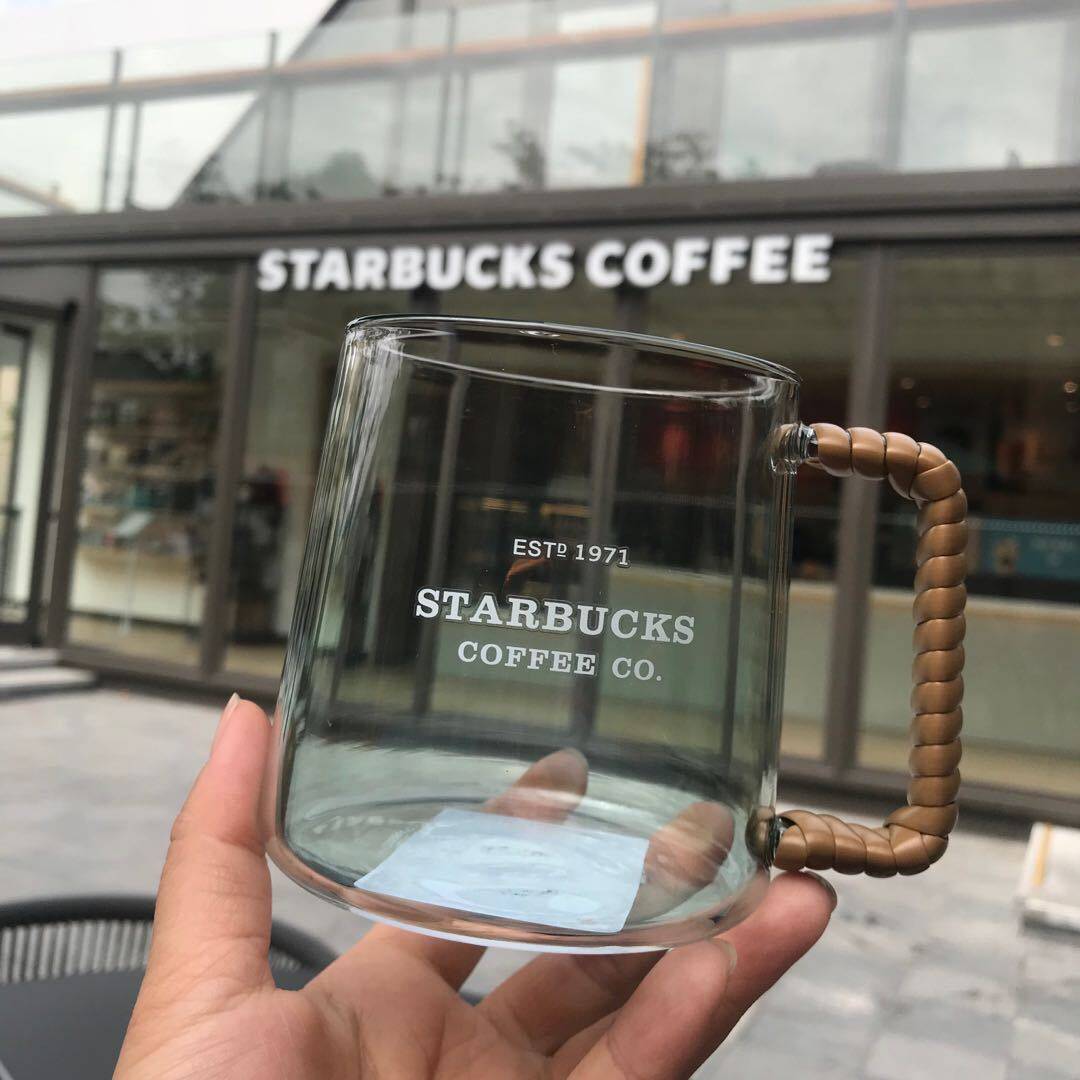 STARBUCKS COFFEE
ESTD 1971
STARBUCKS
COFFEE CO.